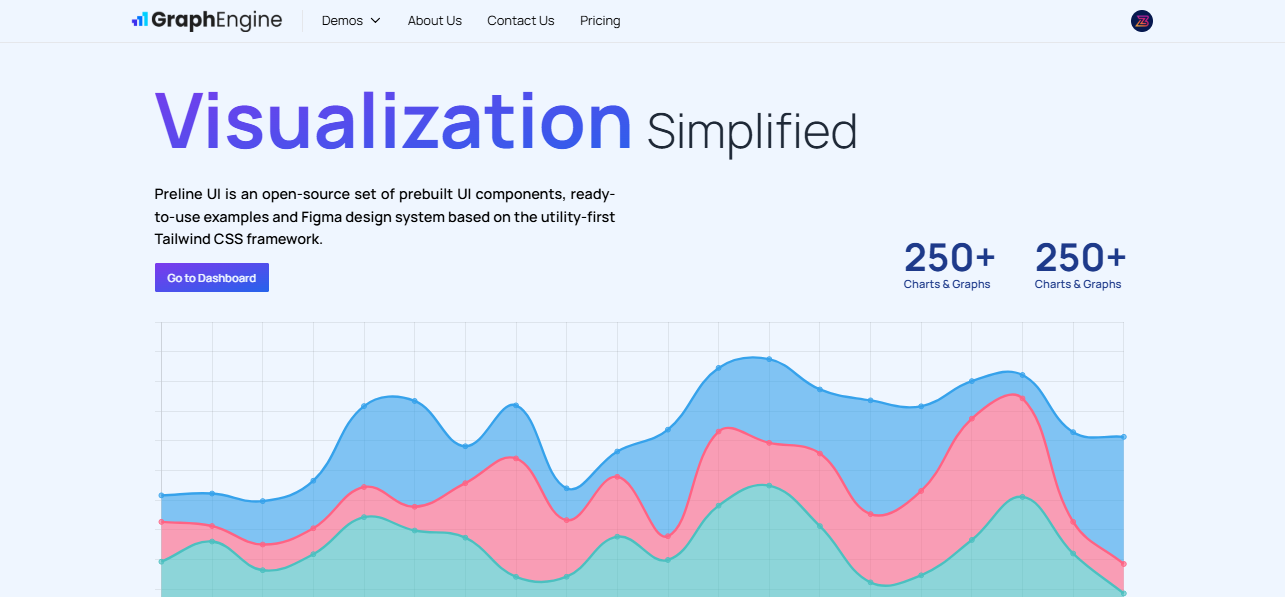 GraphEngine
Demos
About Us
Contact Us
Pricing
Visualization Simplified
Preline UI is an open-source set of prebuilt UI components, ready-
to-use examples and Figma design system based on the utility-first
Tailwind CSS framework.
Go to Dashboard
250+
Charts & Graphs
250+
Charts & Graphs